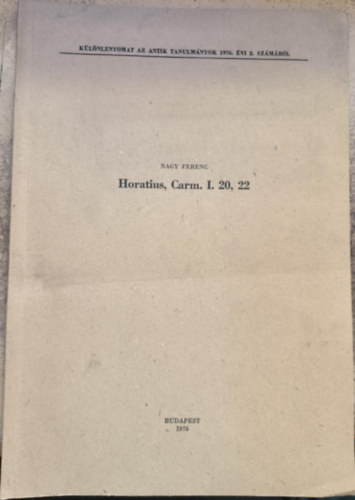 KÜLÖNLENYOMAT AZ ANTIK TANULMÁNYOK 1976. ÉVI 2. SZÁMÁBÓL
NAGY FERENC
Horatius, Carm. I. 20, 22
BUDAPEST
1976